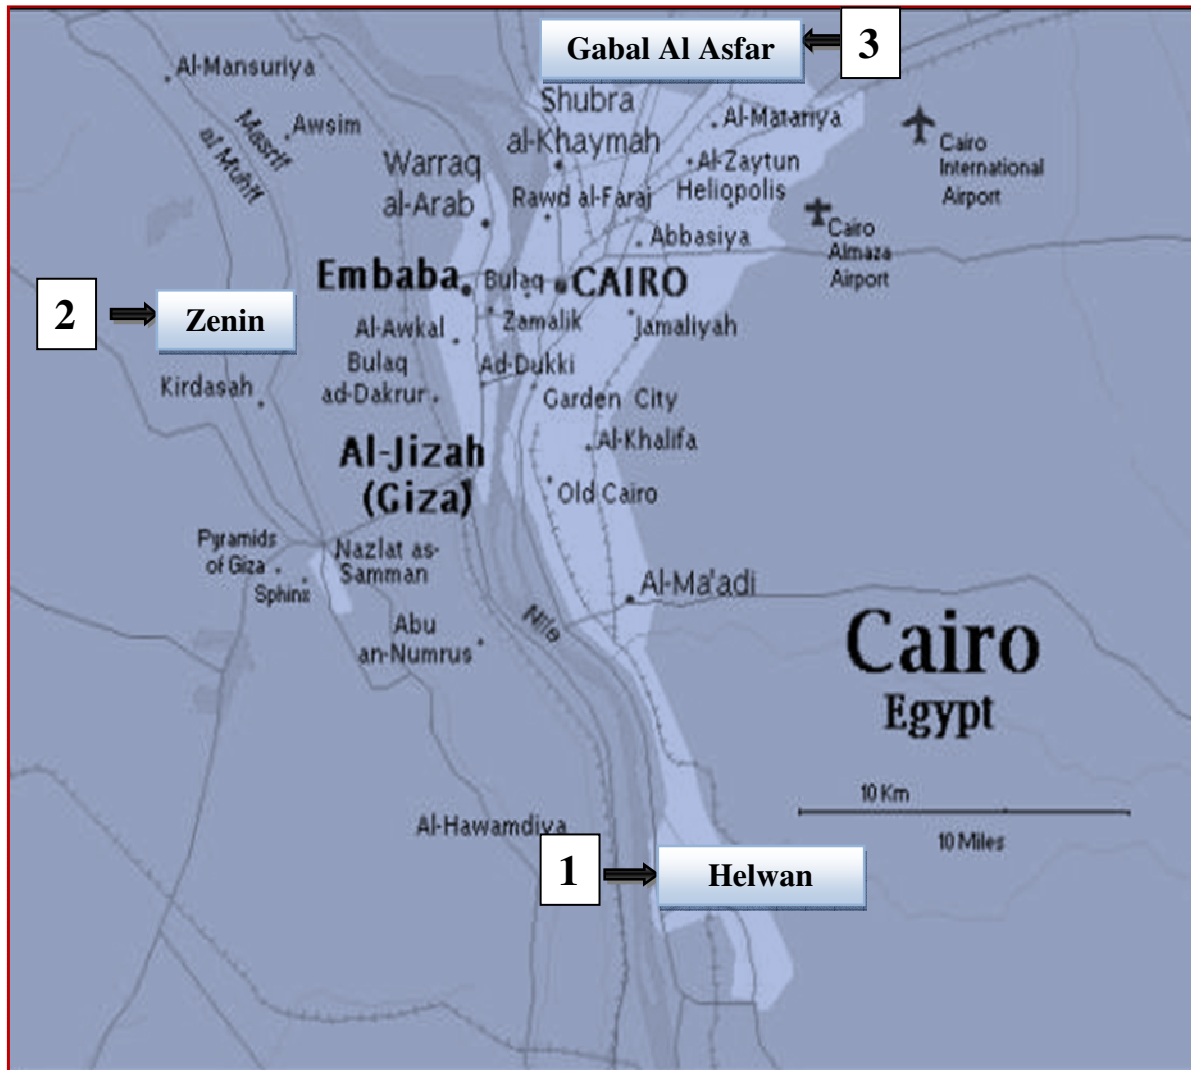 Gabal Al Asfar
3
Al-Mansuriya
Masrif
al Muhit
Awsim
Shubra
al-Khaymah
Al-Matariya
Cairo
International
Airport
Warraq
al-Arab
Al-Zaytun
Rawd al-Faraj
Heliopolis
Abbasiya
Cairo
Almaza
Airport
Embaba
Bulaq
CAIRO
2
Zenin
Al-Awkal
Zamalik
Jamaliyah
Bulaq
ad-Dakrur
Ad-Dukki
Kirdasah
Garden City
Al-Jizah
(Giza)
Al-Khalifa
Old Cairo
Pyramids
of Giza
Sphinx
Nazlat as-
Samman
Al-Ma'adi
Nile
Abu
an-Numrus
Cairo
Egypt
10 Km
10 Miles
Al-Hawamdiya
1
Helwan